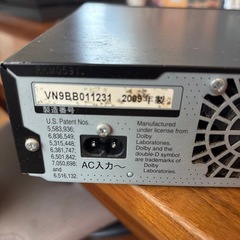 VN9BB011231 2009年製
製造番号
U.S. Patent Nos.
5,583,936;
6,836,549;
6,315,448;
6,381,747;
6,501,842;
7,050,698; and
6,516,132.
Manufactured
under license
from Dolby
Laboratories.
Dolby and the
double-D symbol
are trademarks
of Dolby
Laboratories.
AC入力～